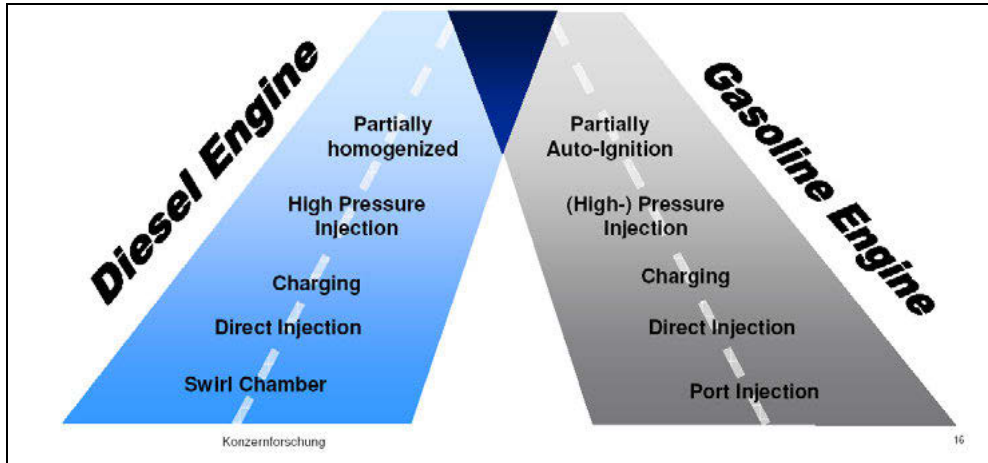 Diesel Engine
Partially
homogenized
High Pressure
Injection
Charging
Direct Injection
Swirl Chamber
Gasoline Engine
Partially
Auto-Ignition
(High-) Pressure
Injection
Charging
Direct Injection
Port Injection
Konzernforschung
16